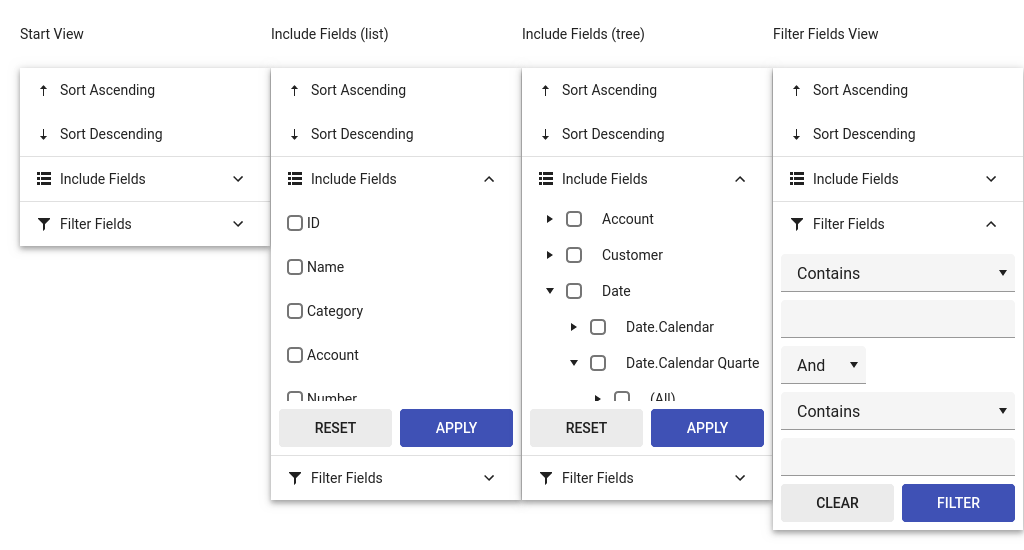 Start View
Sort Ascending
Sort Descending
Include Fields
Filter Fields
Include Fields (list)
Sort Ascending
Sort Descending
Include Fields
ID
Name
Category
Account
Number
RESET
APPLY
Filter Fields
Include Fields (tree)
Sort Ascending
Sort Descending
Include Fields
Account
Customer
Date
Date.Calendar
Date.Calendar Quarte
(All)
RESET
APPLY
Filter Fields
Filter Fields View
Sort Ascending
Sort Descending
Include Fields
Filter Fields
Contains
And
Contains
CLEAR
FILTER